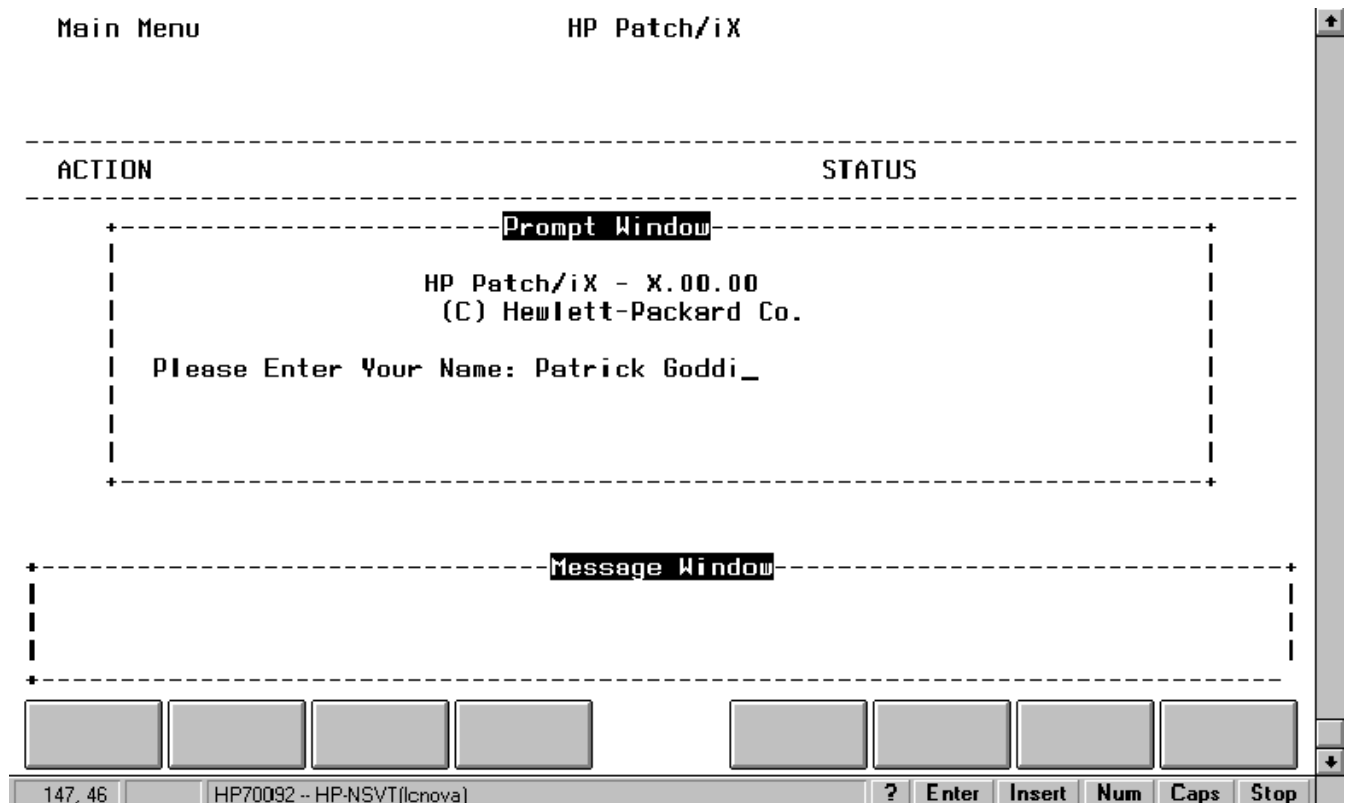 Main Menu HP Patch/iX
ACTION STATUS
Prompt Window
HP Patch/iX - X.00.00
(C) Hewlett-Packard Co.
Please Enter Your Name: Patrick Goddi_
Message Window
147, 46 HP70092 -- HP-NSVT(lcnova) ? Enter Insert Num Caps Stop